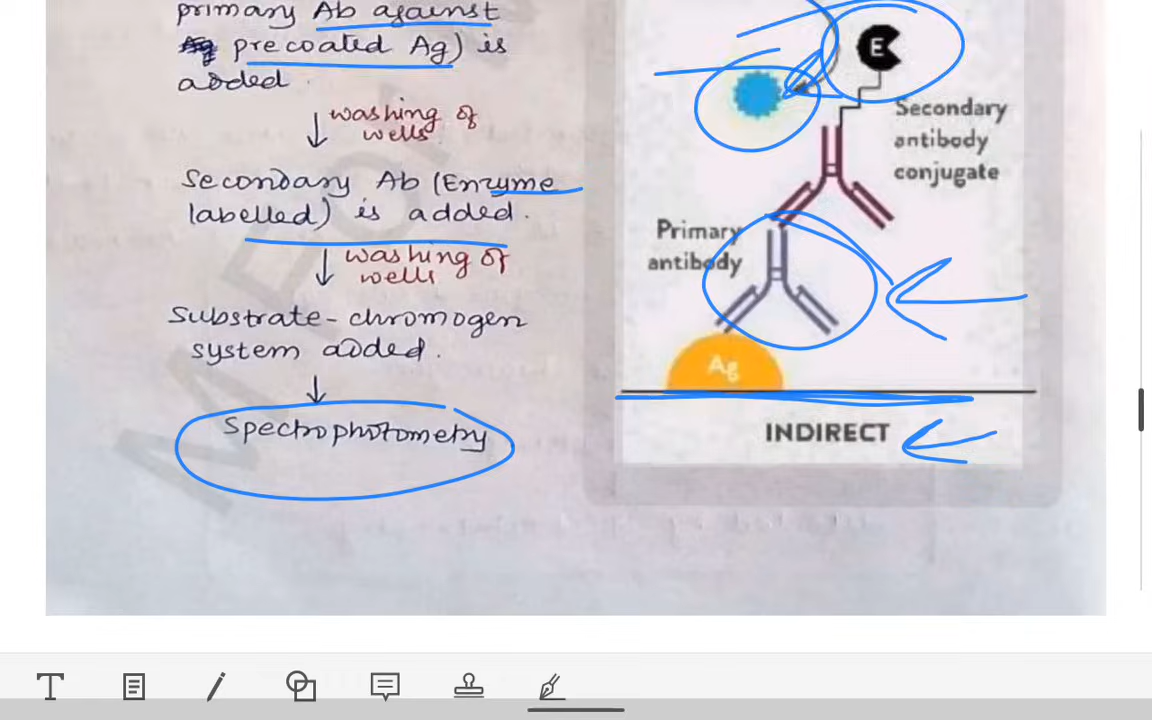 primary Ab against
precoated Ag) is
added.
washing of
wells.
Secondary Ab (Enzyme
labelled) is added.
washing of
wells
Substrate-chromogen
system added.
Spectrophotometry
E
Secondary
antibody
conjugate
Primary
antibody
Ag
INDIRECT
T